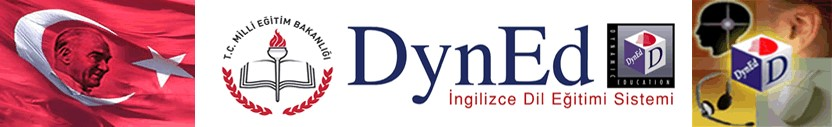 T.C. MİLLİ EĞİTİM BAKANLIĞI
DynEd
DYNAMIC
EDUCATION
D
İngilizce Dil Eğitimi Sistemi
DynEd
D